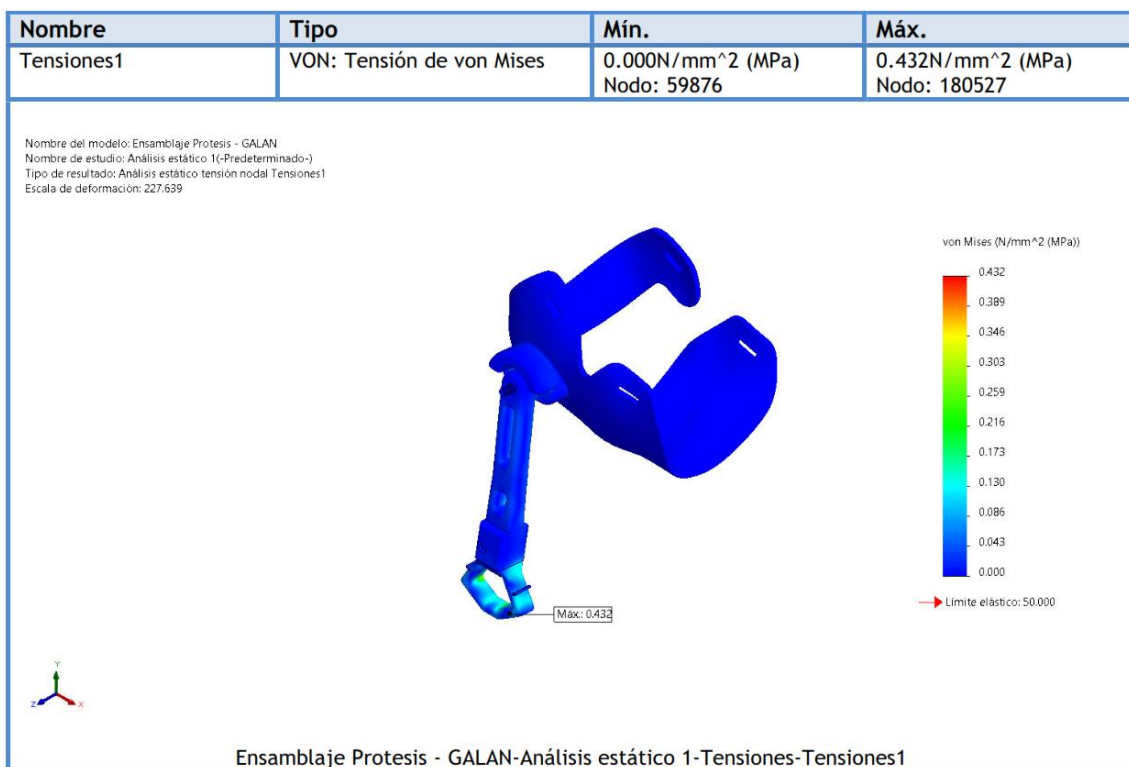 Nombre Tipo Mín. Máx.
Tensiones1 VON: Tensión de von Mises 0.000N/mm^2 (MPa) 0.432N/mm^2 (MPa)
Nodo: 59876 Nodo: 180527
Nombre del modelo: Ensamblaje Protesis - GALAN
Nombre de estudio: Análisis estático 1(-Predeterminado-)
Tipo de resultado: Análisis estático tensión nodal Tensiones1
Escala de deformación: 227.639
von Mises (N/mm^2 (MPa))
0.432
0.389
0.346
0.303
0.259
0.216
0.173
0.130
0.086
0.043
0.000
Límite elástico: 50.000
Máx.: 0.432
Y
Z X
Ensamblaje Protesis - GALAN-Análisis estático 1-Tensiones-Tensiones1